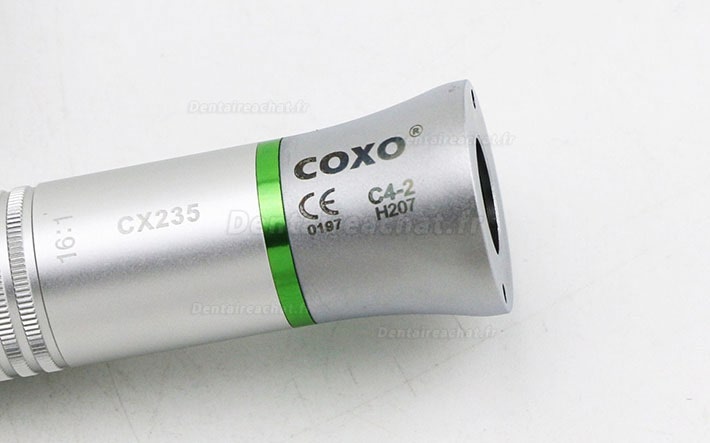 Dentaireachat.fr
Dentaireachat.fr
COXO®
CE
0197
C4-2
H207
CX235
16:1
Dentaireachat.fr
Dentaireachat.fr
Dentaireachat.fr